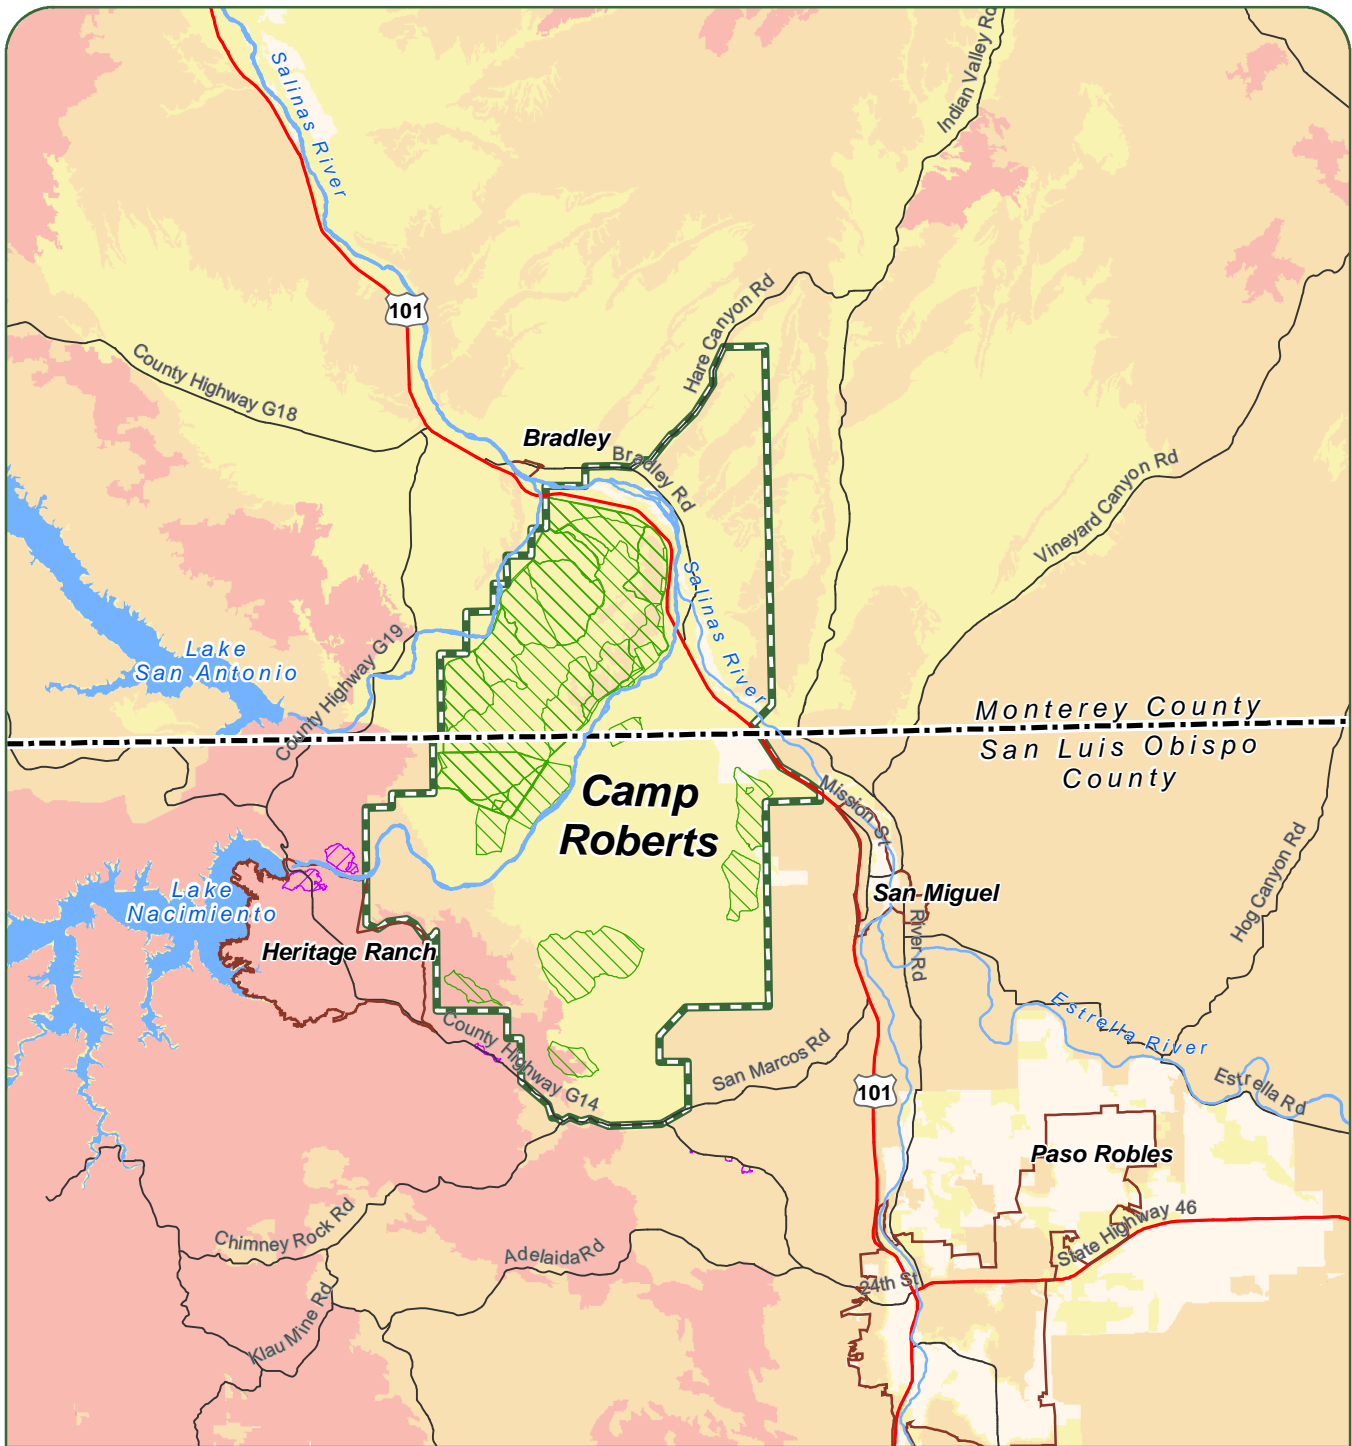 Salinas River
Indian Valley Rd
101
Hare Canyon Rd
County Highway G18
Bradley
Bradley Rd
Vineyard Canyon Rd
Salinas River
Lake
San Antonio
County Highway G19
Monterey County
San Luis Obispo
County
Camp
Roberts
Mission St
Lake
Nacimiento
San Miguel
Hog Canyon Rd
River Rd
Heritage Ranch
Estrella River
County Highway G14
San Marcos Rd
101
Estrella Rd
Paso Robles
Chimney Rock Rd
State Highway 46
Adelaida Rd
24th St
Klau Mine Rd